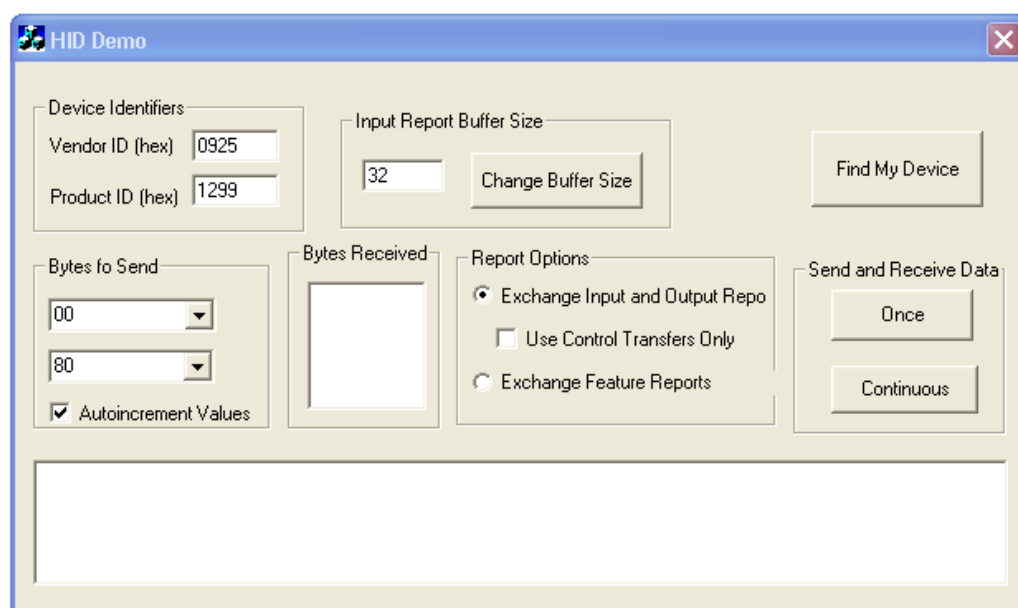 HID Demo
Device Identifiers
Vendor ID (hex) 0925
Product ID (hex) 1299
Input Report Buffer Size
32 Change Buffer Size
Find My Device
Bytes fo Send
00
80
Autoincrement Values
Bytes Received
Report Options
Exchange Input and Output Repo
Use Control Transfers Only
Exchange Feature Reports
Send and Receive Data
Once
Continuous